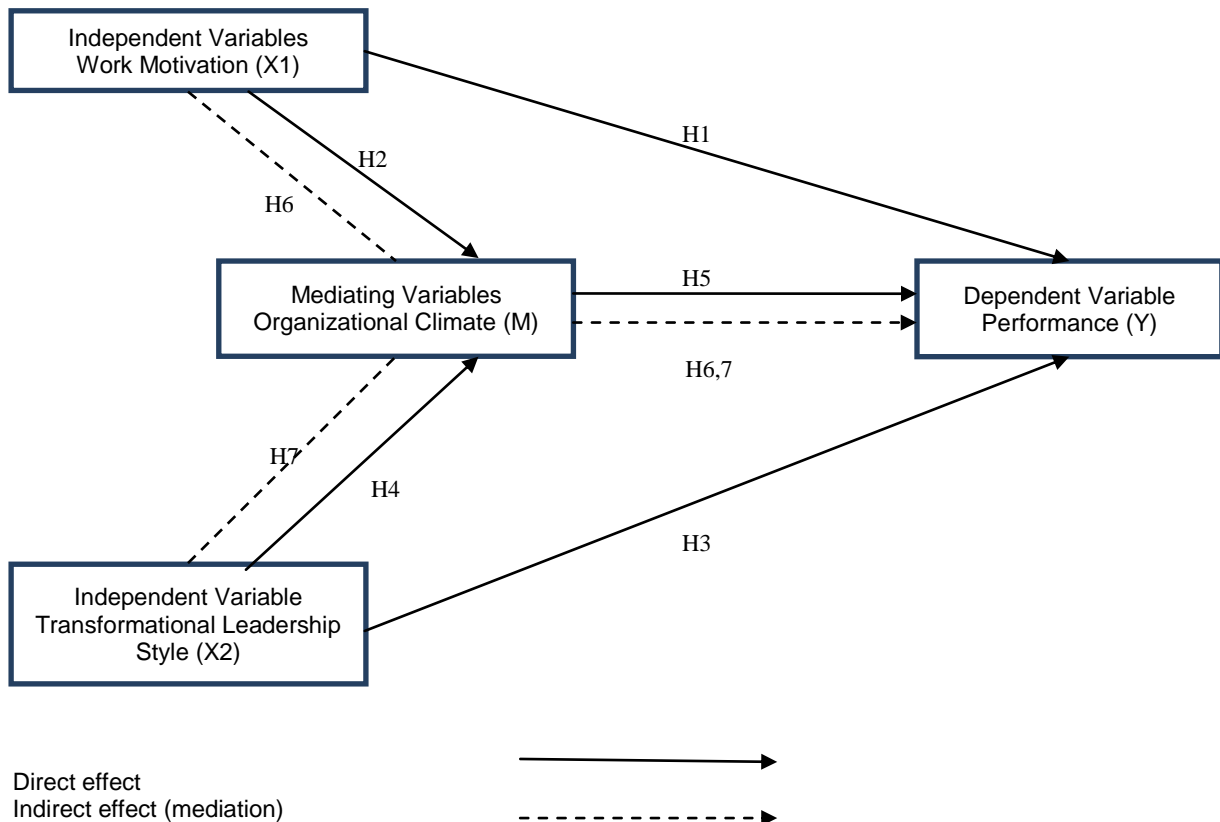 Independent Variables
Work Motivation (X1)
H1
H2
H6
Mediating Variables
Organizational Climate (M)
H5
Dependent Variable
Performance (Y)
H6,7
H7
H4
H3
Independent Variable
Transformational Leadership
Style (X2)
Direct effect
Indirect effect (mediation)